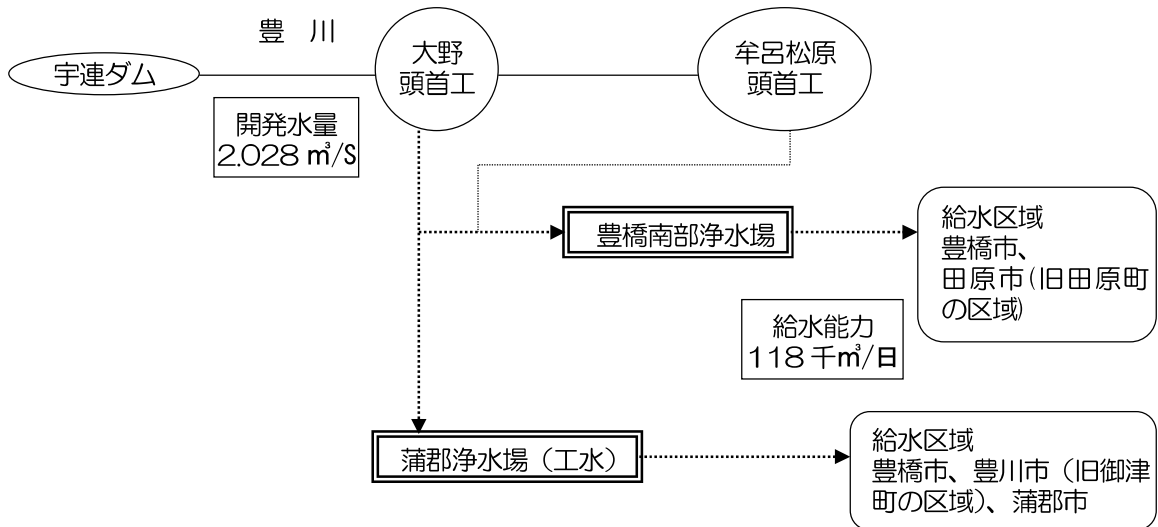 豊　川
宇連ダム
大野
頭首工
牟呂松原
頭首工
開発水量
2.028 ㎥/S
豊橋南部浄水場
給水区域
豊橋市、
田原市(旧田原町
の区域)
給水能力
118 千㎥/日
蒲郡浄水場（工水）
給水区域
豊橋市、豊川市（旧御津
町の区域）、蒲郡市